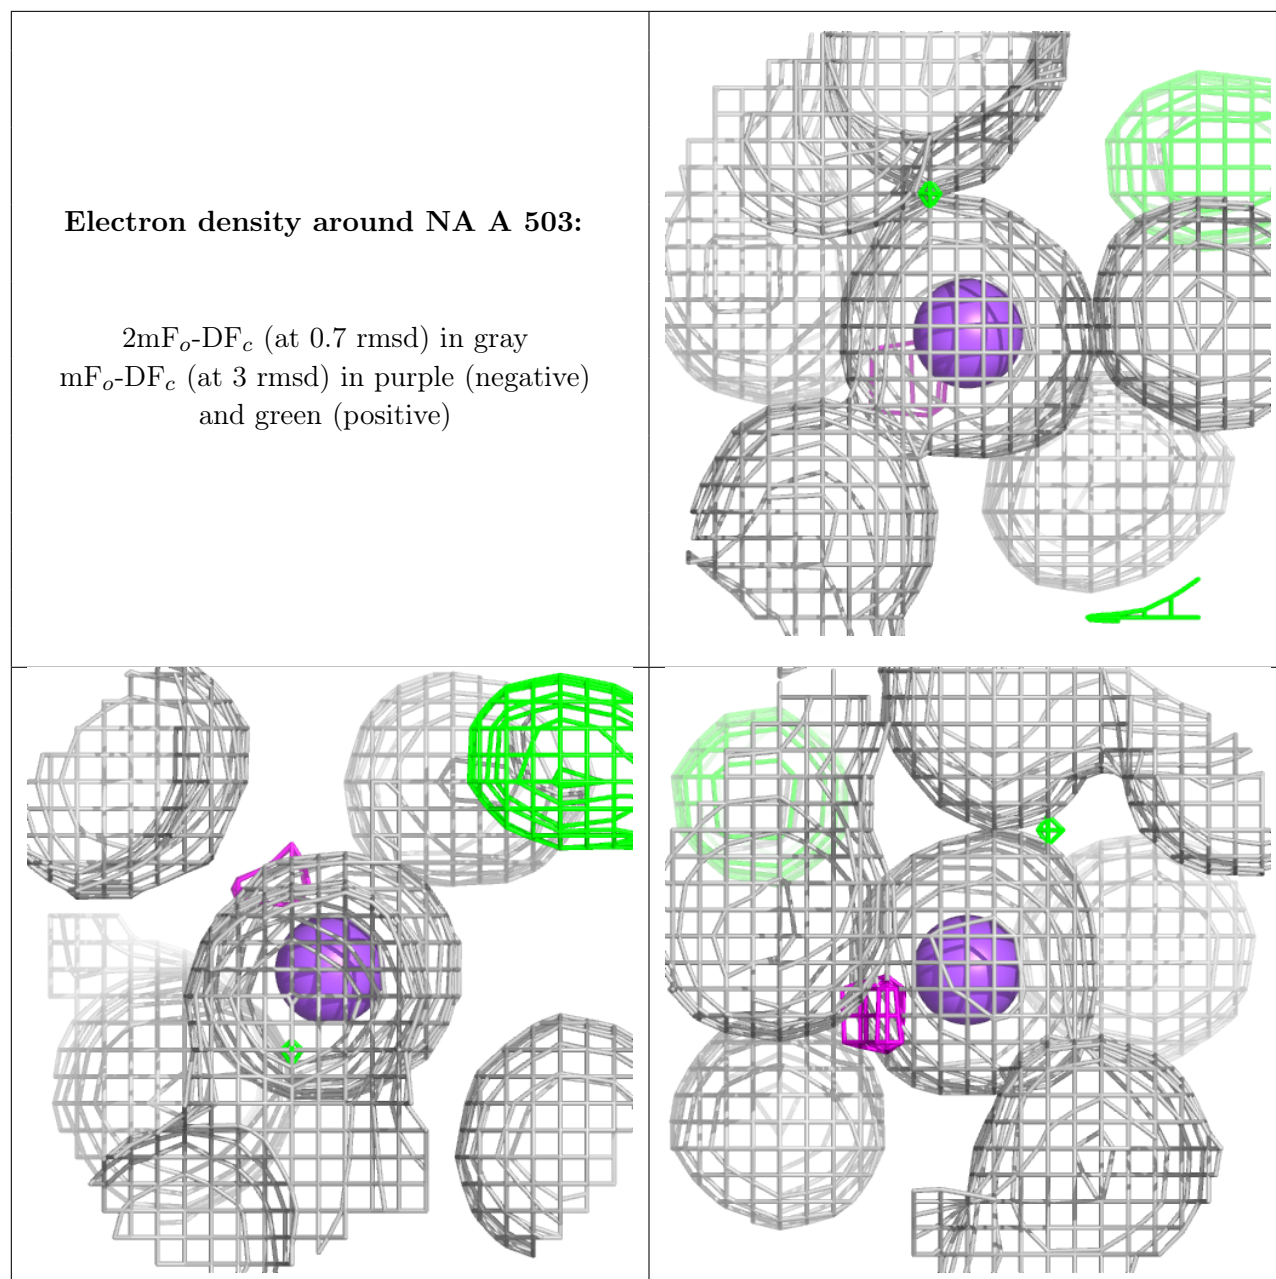 Electron density around NA A 503:
2mFₒ-DF𝒸 (at 0.7 rmsd) in gray
mFₒ-DF𝒸 (at 3 rmsd) in purple (negative)
and green (positive)